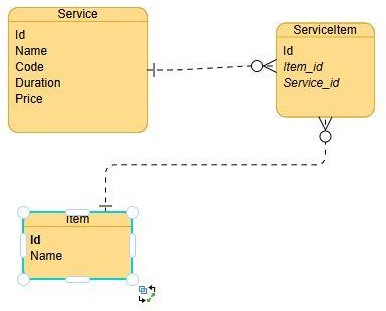 Service
Id
Name
Code
Duration
Price
ServiceItem
Id
Item_id
Service_id
Item
Id
Name